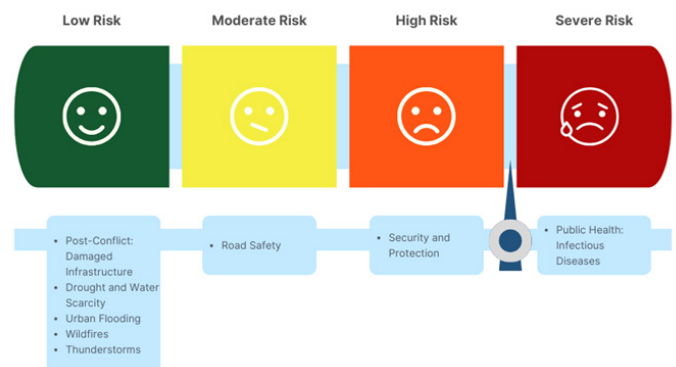 Low Risk
Moderate Risk
High Risk
Severe Risk
• Post-Conflict:
Damaged
Infrastructure
• Drought and Water
Scarcity
• Urban Flooding
• Wildfires
• Thunderstorms
• Road Safety
• Security and
Protection
• Public Health:
Infectious
Diseases